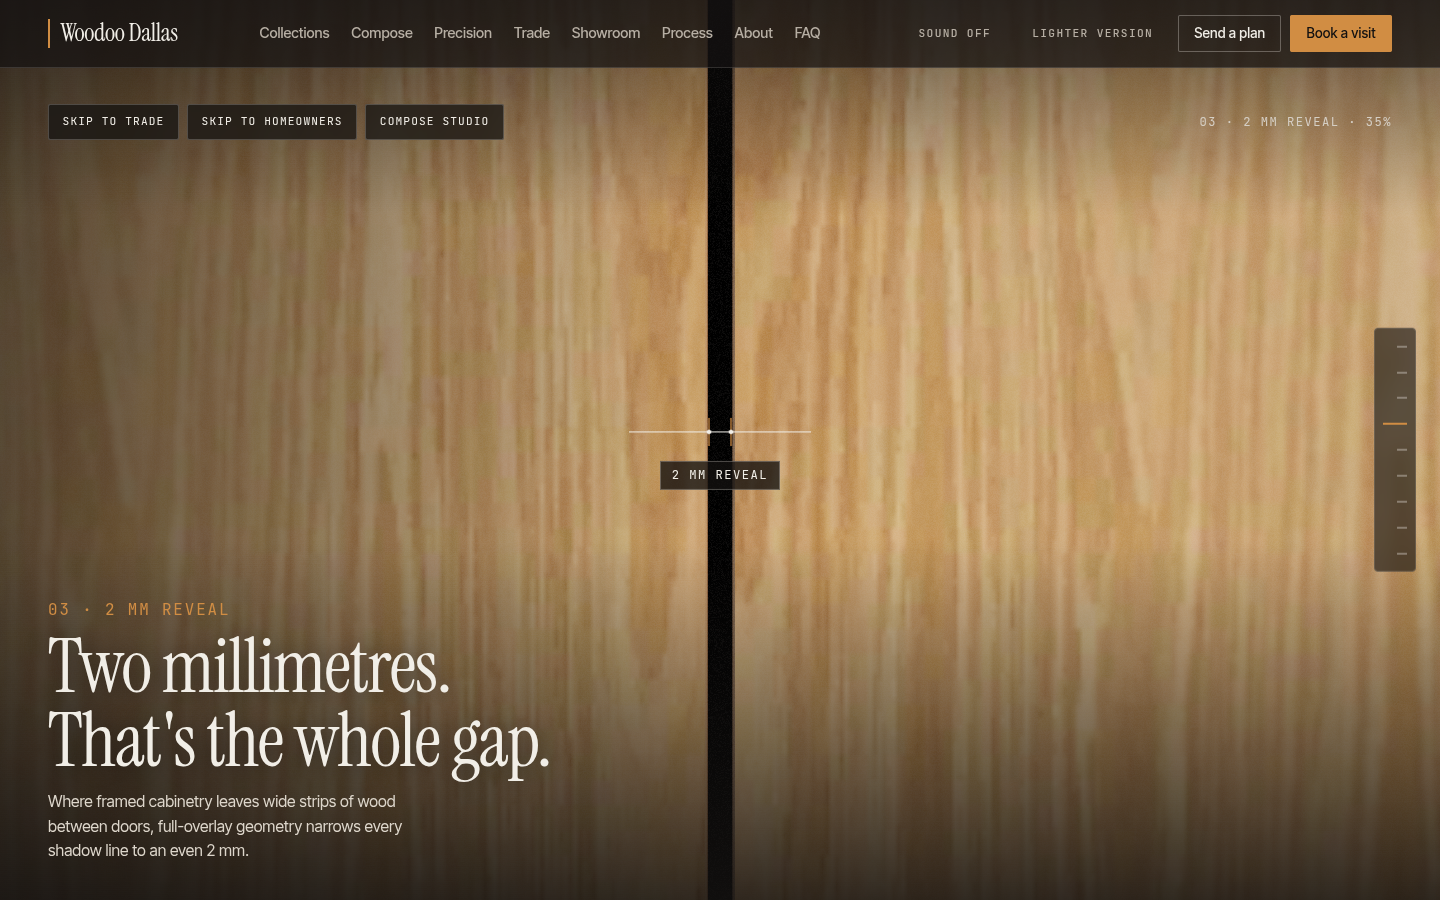 Woodoo Dallas
Collections
Compose
Precision
Trade
Showroom
Process
About
FAQ
SOUND OFF
LIGHTER VERSION
Send a plan
Book a visit
SKIP TO TRADE
SKIP TO HOMEOWNERS
COMPOSE STUDIO
03 · 2 MM REVEAL · 35%
2 MM REVEAL
03 · 2 MM REVEAL
Two millimetres.
That's the whole gap.
Where framed cabinetry leaves wide strips of wood
between doors, full-overlay geometry narrows every
shadow line to an even 2 mm.